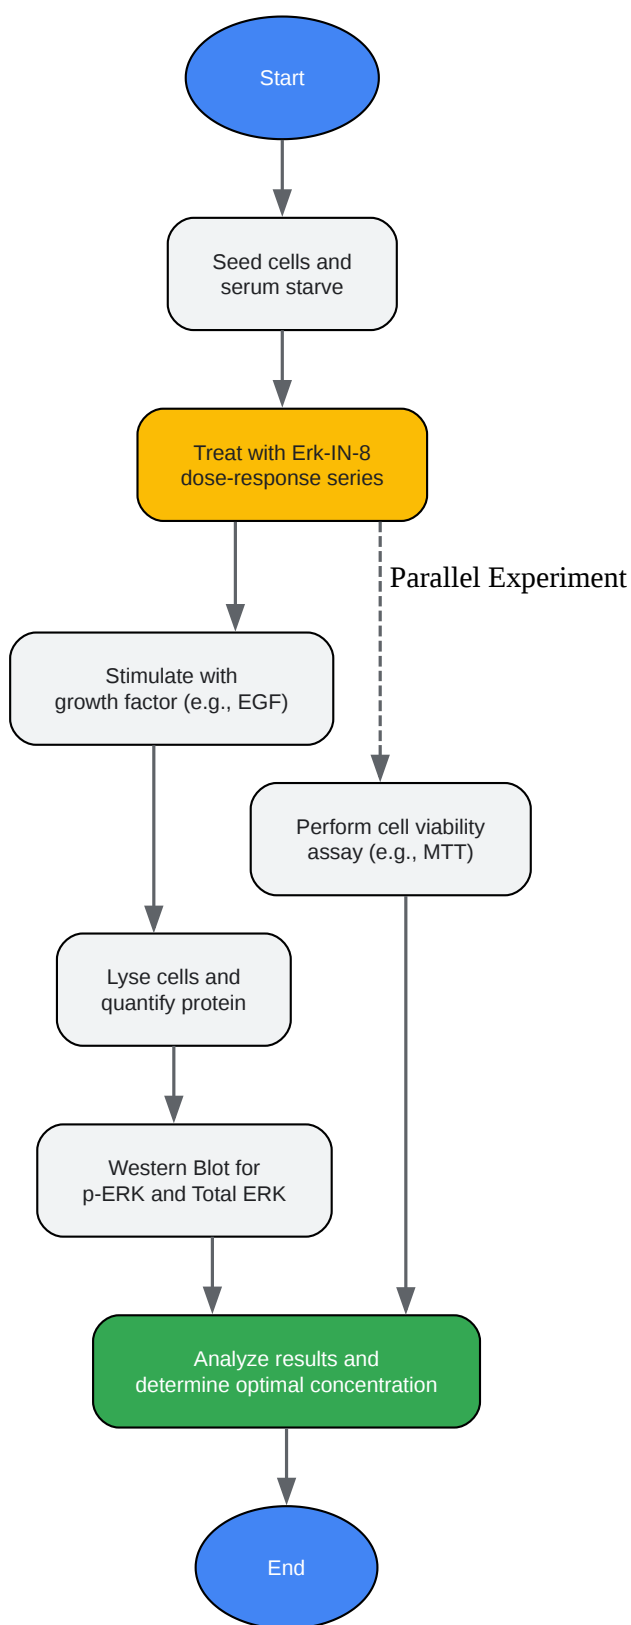 Start
Seed cells and
serum starve
Treat with Erk-IN-8
dose-response series
Parallel Experiment
Stimulate with
growth factor (e.g., EGF)
Perform cell viability
assay (e.g., MTT)
Lyse cells and
quantify protein
Western Blot for
p-ERK and Total ERK
Analyze results and
determine optimal concentration
End